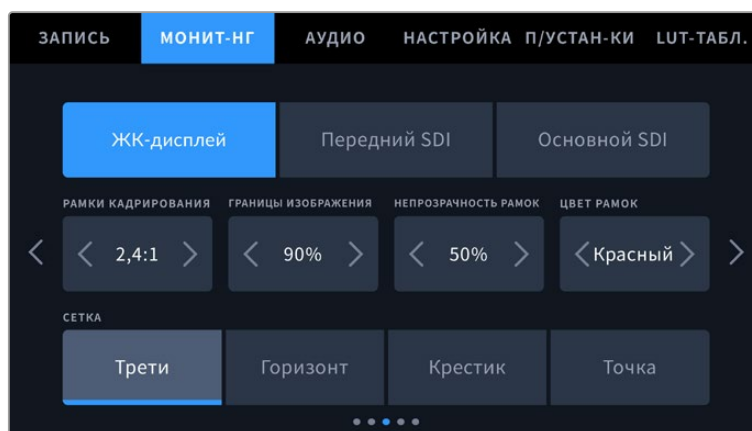 ЗАПИСЬ МОНИТ-НГ АУДИО НАСТРОЙКА П/УСТАН-КИ LUT-ТАБЛ.
ЖК-дисплей Передний SDI Основной SDI
РАМКИ КАДРИРОВАНИЯ ГРАНИЦЫ ИЗОБРАЖЕНИЯ НЕПРОЗРАЧНОСТЬ РАМОК ЦВЕТ РАМОК
2,4:1 90% 50% Красный
СЕТКА
Трети Горизонт Крестик Точка